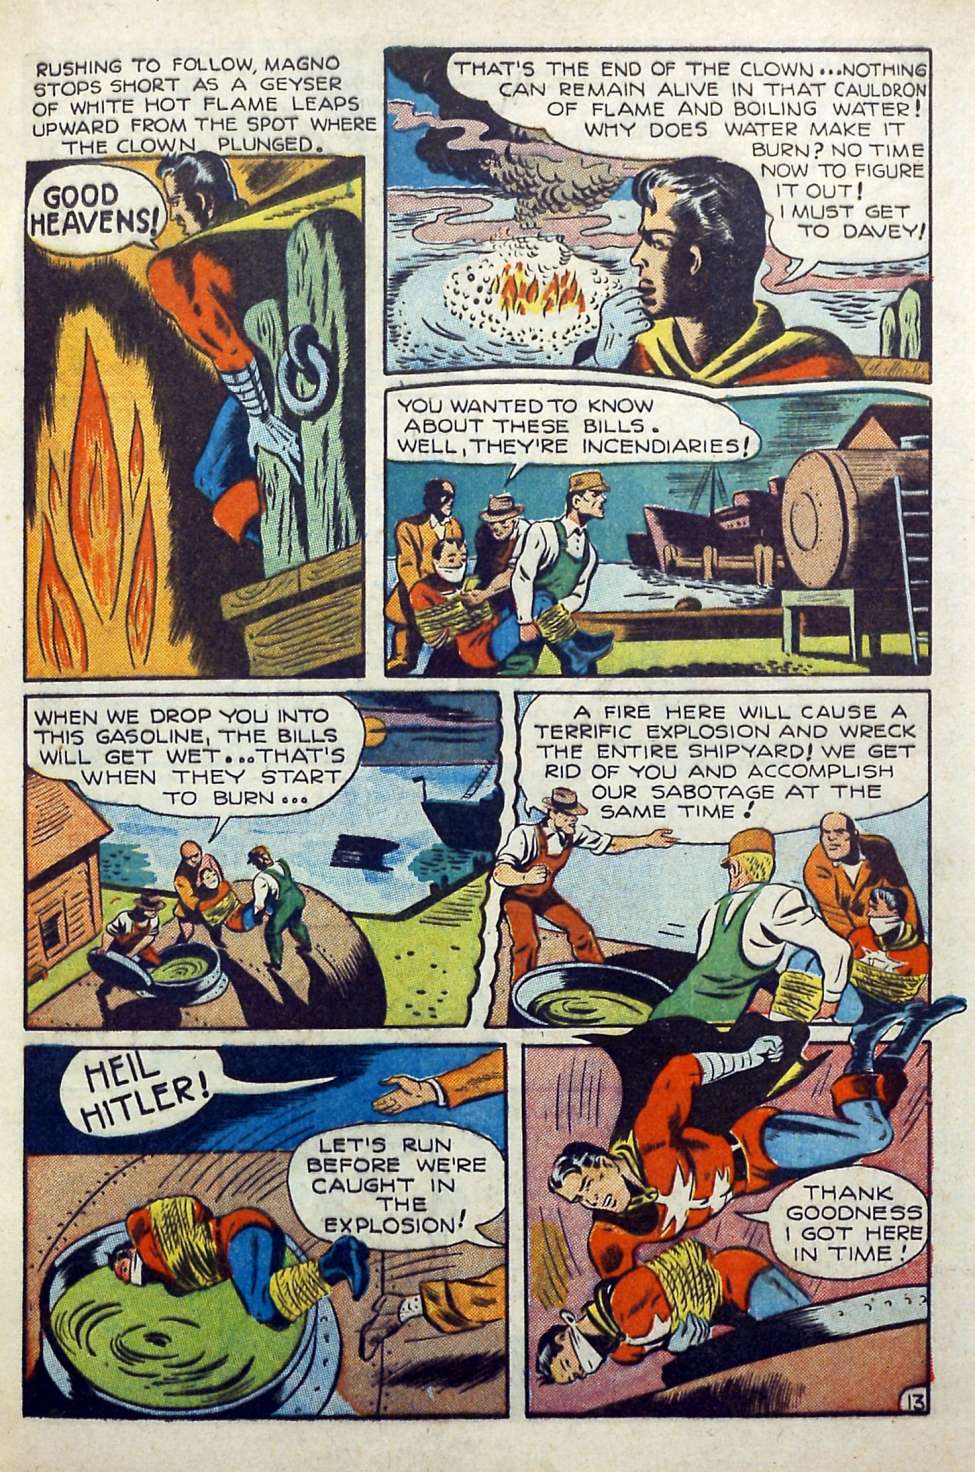 RUSHING TO FOLLOW, MAGNO
STOPS SHORT AS A GEYSER
OF WHITE HOT FLAME LEAPS
UPWARD FROM THE SPOT WHERE
THE CLOWN PLUNGED.
GOOD
HEAVENS!
THAT'S THE END OF THE CLOWN...NOTHING
CAN REMAIN ALIVE IN THAT CAULDRON
OF FLAME AND BOILING WATER!
WHY DOES WATER MAKE IT
BURN? NO TIME
NOW TO FIGURE
IT OUT!
I MUST GET
TO DAVEY!
YOU WANTED TO KNOW
ABOUT THESE BILLS.
WELL, THEY'RE INCENDIARIES!
WHEN WE DROP YOU INTO
THIS GASOLINE, THE BILLS
WILL GET WET...THAT'S
WHEN THEY START
TO BURN...
A FIRE HERE WILL CAUSE A
TERRIFIC EXPLOSION AND WRECK
THE ENTIRE SHIPYARD! WE GET
RID OF YOU AND ACCOMPLISH
OUR SABOTAGE AT THE
SAME TIME!
HEIL
HITLER!
LET'S RUN
BEFORE WE'RE
CAUGHT IN
THE
EXPLOSION!
THANK
GOODNESS
I GOT HERE
IN TIME!
13